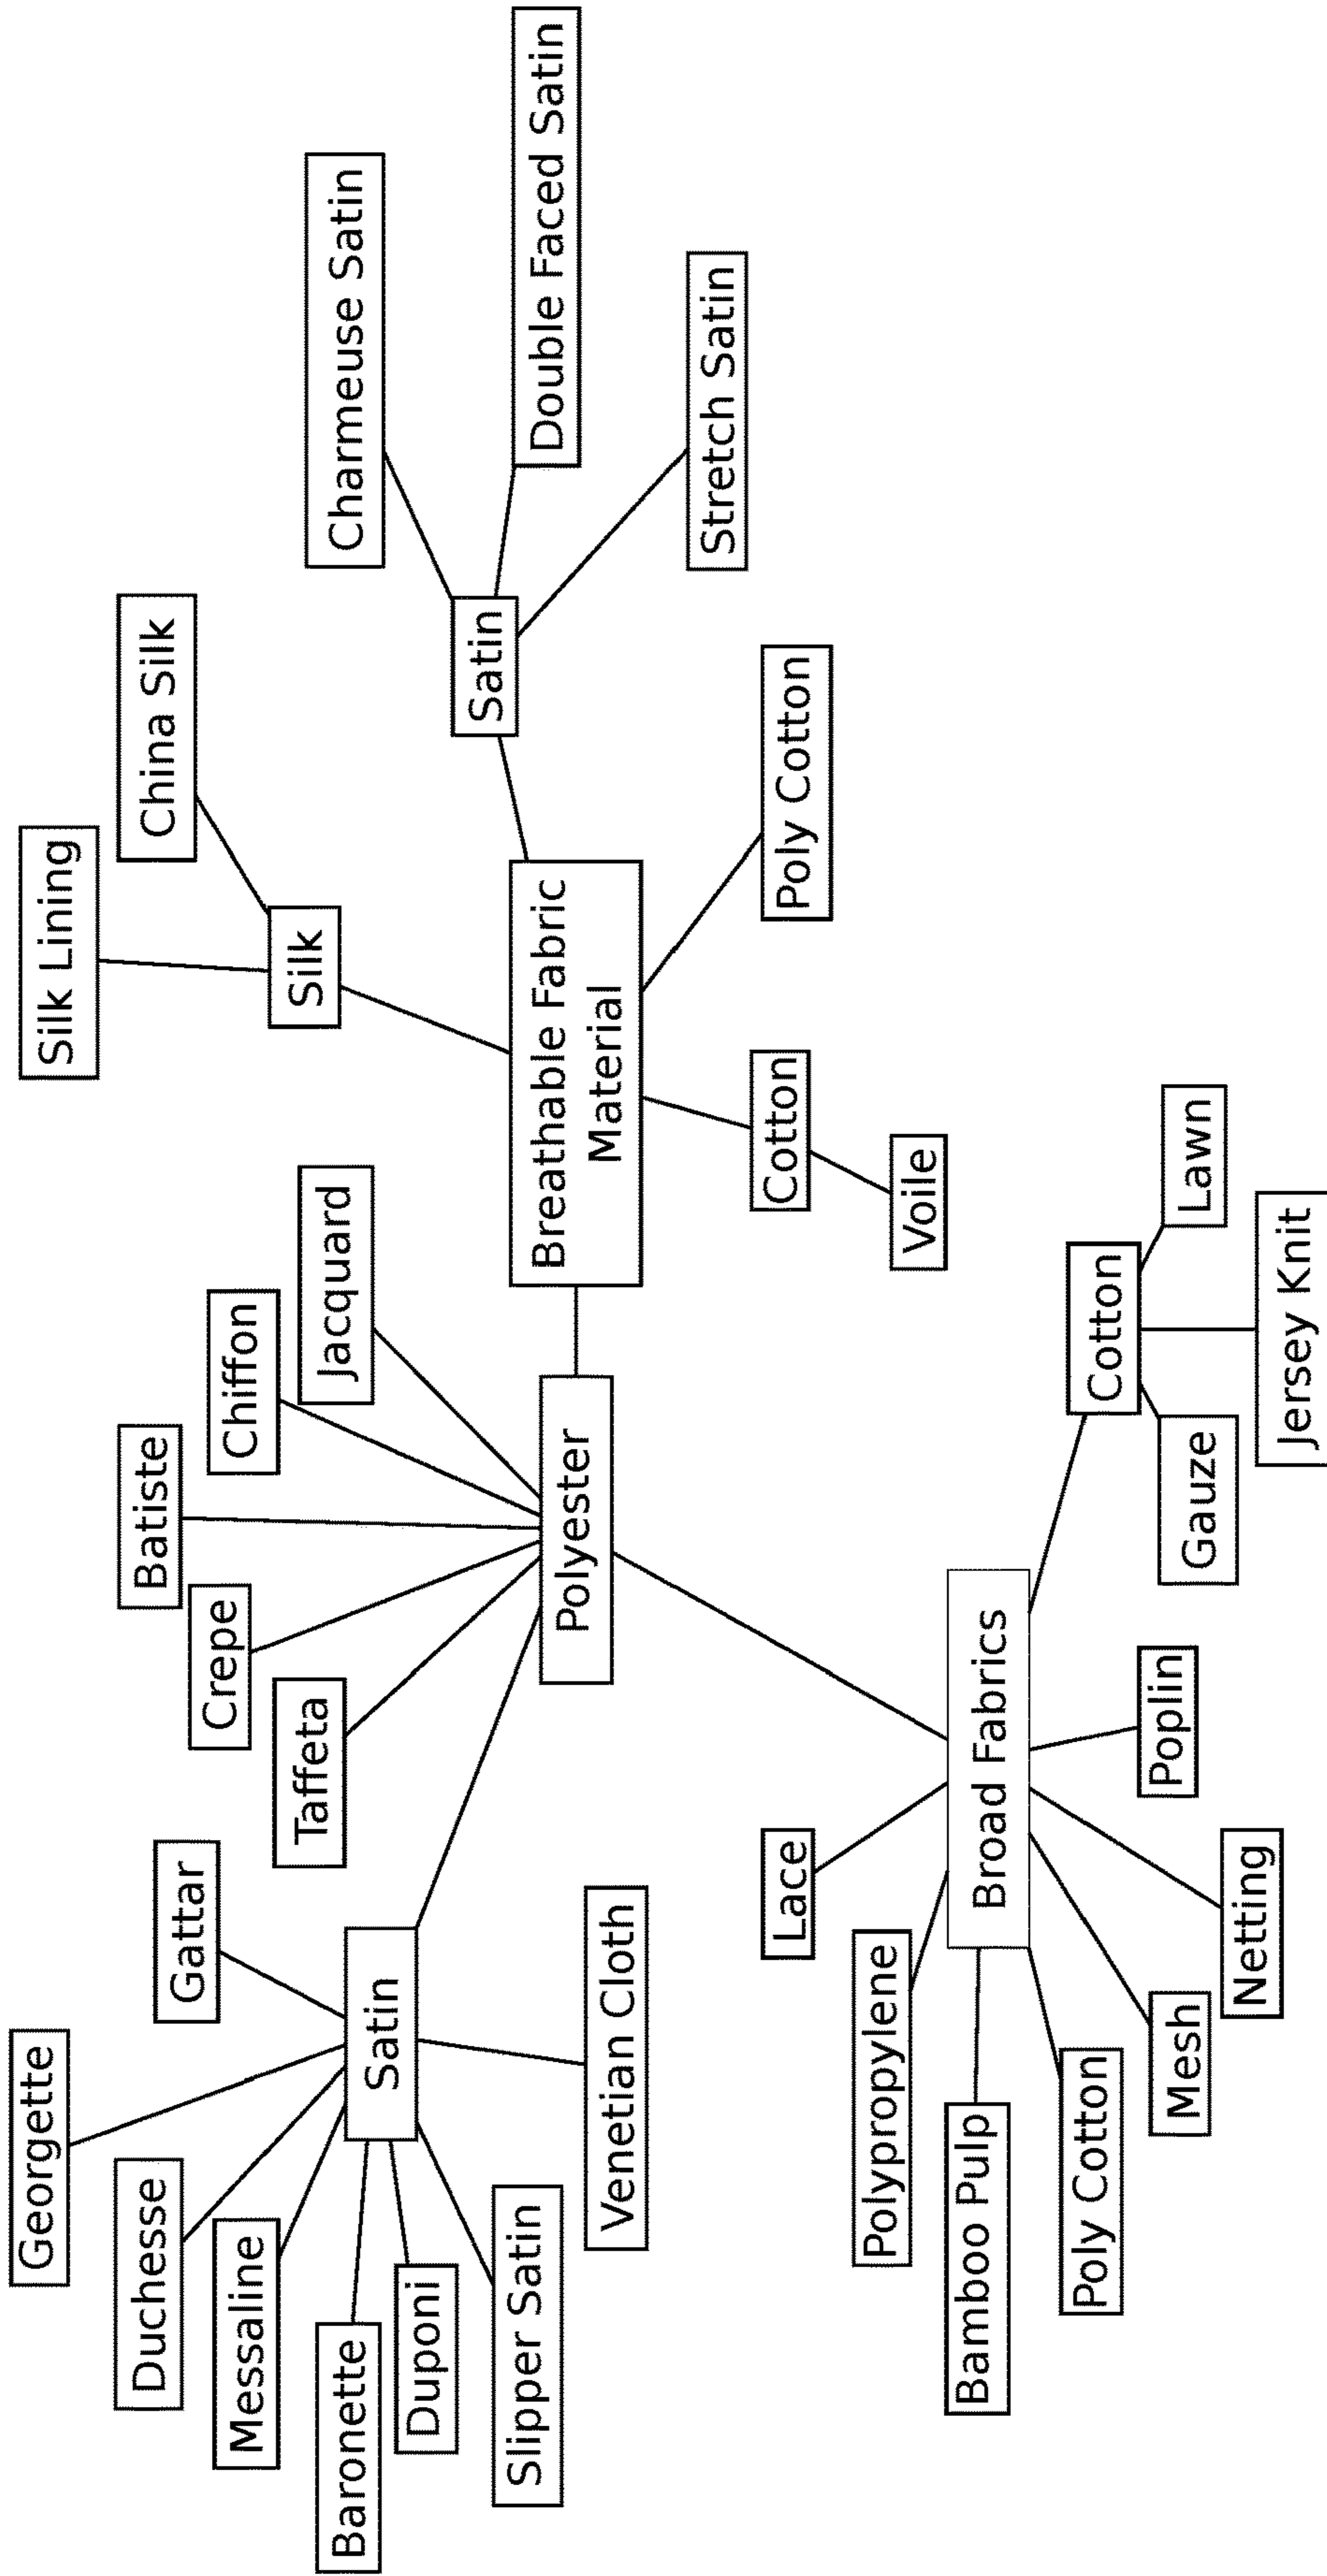 Georgette
Gattar
Duchesse
Messaline
Baronette
Duponi
Slipper Satin
Satin
Venetian Cloth
Taffeta
Crepe
Batiste
Chiffon
Jacquard
Polyester
Silk Lining
China Silk
Silk
Breathable Fabric
Material
Satin
Charmeuse Satin
Double Faced Satin
Stretch Satin
Poly Cotton
Cotton
Voile
Lace
Polypropylene
Bamboo Pulp
Poly Cotton
Mesh
Netting
Poplin
Broad Fabrics
Cotton
Gauze
Jersey Knit
Lawn